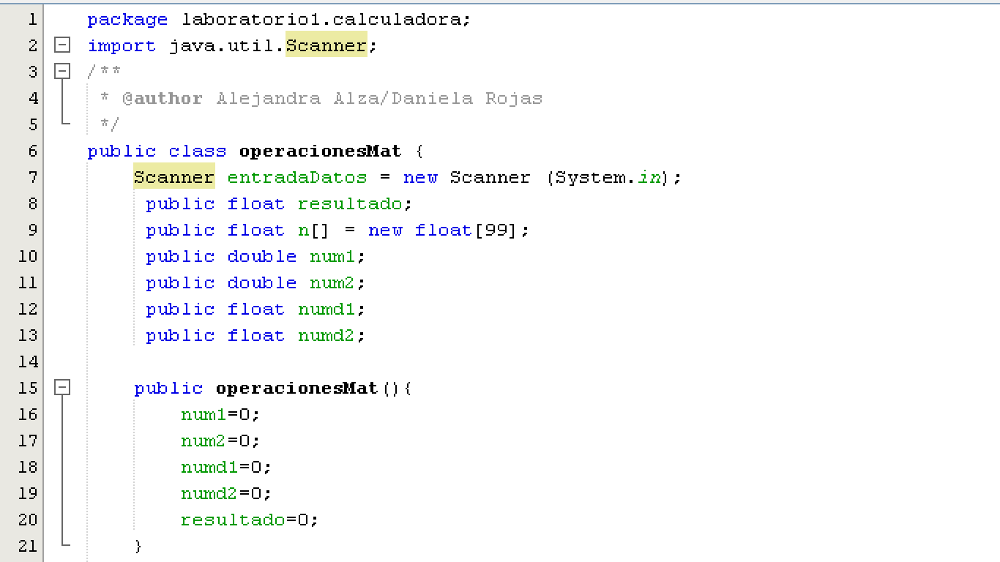 1 package laboratorio1.calculadora;
2 import java.util.Scanner;
3 /**
4 * @author Alejandra Alza/Daniela Rojas
5 */
6 public class operacionesMat {
7 Scanner entradaDatos = new Scanner (System.in);
8 public float resultado;
9 public float n[] = new float[99];
10 public double num1;
11 public double num2;
12 public float numd1;
13 public float numd2;
14
15 public operacionesMat(){
16 num1=0;
17 num2=0;
18 numd1=0;
19 numd2=0;
20 resultado=0;
21 }